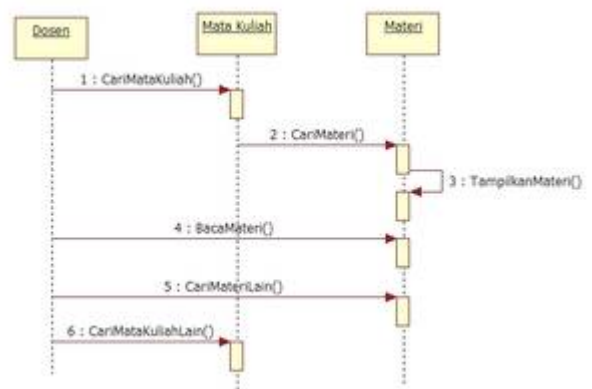 Dosen
Mata Kuliah
Materi
1 : CariMataKuliah()
2 : CariMateri()
3 : TampilkanMateri()
4 : BacaMateri()
5 : CariMateriLain()
6 : CariMataKuliahLain()